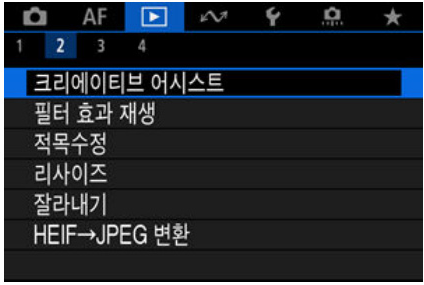 AF
1 2 3 4
크리에이티브 어시스트
필터 효과 재생
적목수정
리사이즈
잘라내기
HEIF→JPEG 변환